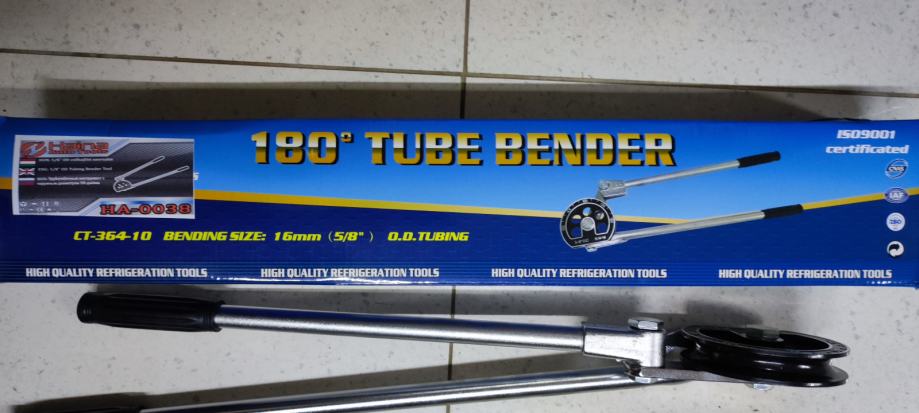 180° TUBE BENDER
ISO9001
certificated
Haina
HA-0038
CT-364-10 BENDING SIZE: 16mm (5/8") O.D.TUBING
HIGH QUALITY REFRIGERATION TOOLS HIGH QUALITY REFRIGERATION TOOLS HIGH QUALITY REFRIGERATION TOOLS HIGH QUALITY REFRIGERATION TOOLS